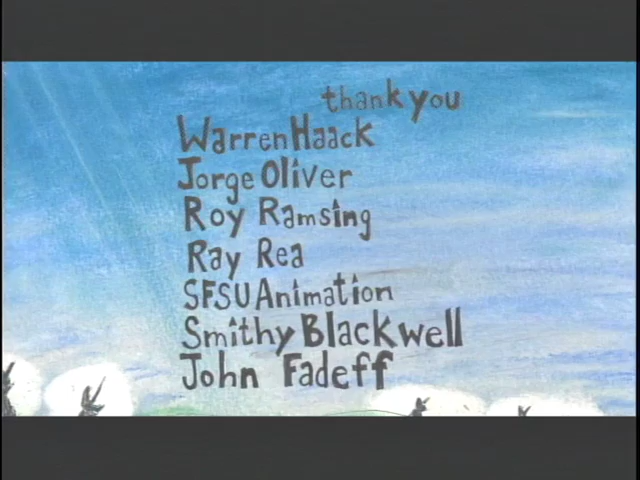 thank you
Warren Haack
Jorge Oliver
Roy Ramsing
Ray Rea
SFSU Animation
Smithy Blackwell
John Fadeff